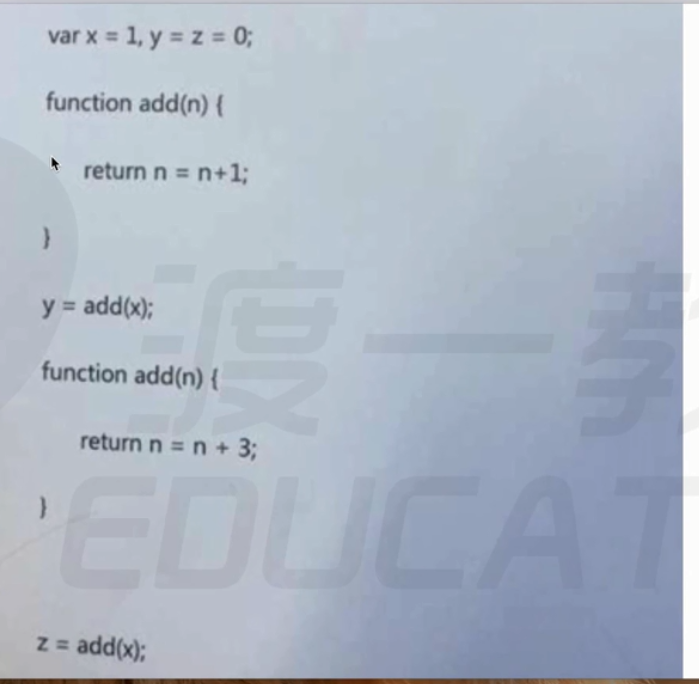 var x = 1, y = z = 0;
function add(n) {
return n = n+1;
}
y = add(x);
function add(n) {
return n = n + 3;
}
z = add(x);
渡一教
EDUCAT